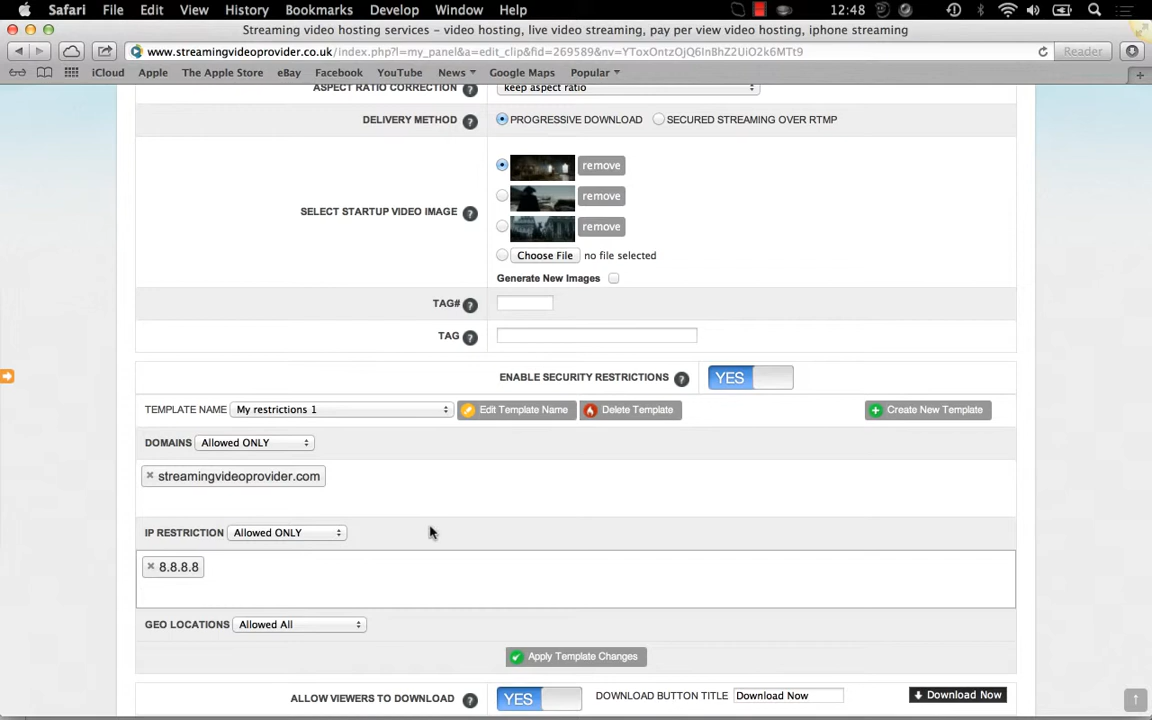 Safari File Edit View History Bookmarks Develop Window Help 12:48
Streaming video hosting services – video hosting, live video streaming, pay per view video hosting, iphone streaming
www.streamingvideoprovider.co.uk/index.php?l=my_panel&a=edit_clip&fid=269589&nv=YToxOntzOjQ6InBhZ2UiO2k6MTt9 Reader
iCloud Apple The Apple Store eBay Facebook YouTube News Google Maps Popular
ASPECT RATIO CORRECTION ? keep aspect ratio
DELIVERY METHOD ? PROGRESSIVE DOWNLOAD SECURED STREAMING OVER RTMP
remove
remove
SELECT STARTUP VIDEO IMAGE ?
remove
Choose File no file selected
Generate New Images
TAG# ?
TAG ?
ENABLE SECURITY RESTRICTIONS ? YES
TEMPLATE NAME My restrictions 1 Edit Template Name Delete Template Create New Template
DOMAINS Allowed ONLY
× streamingvideoprovider.com
IP RESTRICTION Allowed ONLY
× 8.8.8.8
GEO LOCATIONS Allowed All
Apply Template Changes
ALLOW VIEWERS TO DOWNLOAD ? YES DOWNLOAD BUTTON TITLE Download Now Download Now